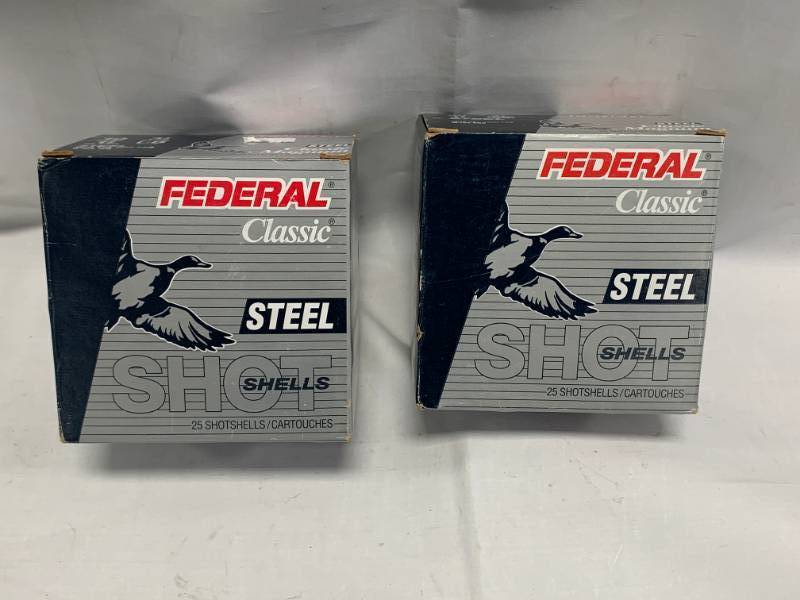 FEDERAL®
Classic®
STEEL
SHOT
SHELLS
25 SHOTSHELLS/CARTOUCHES
FEDERAL®
Classic®
STEEL
SHOT
SHELLS
25 SHOTSHELLS/CARTOUCHES